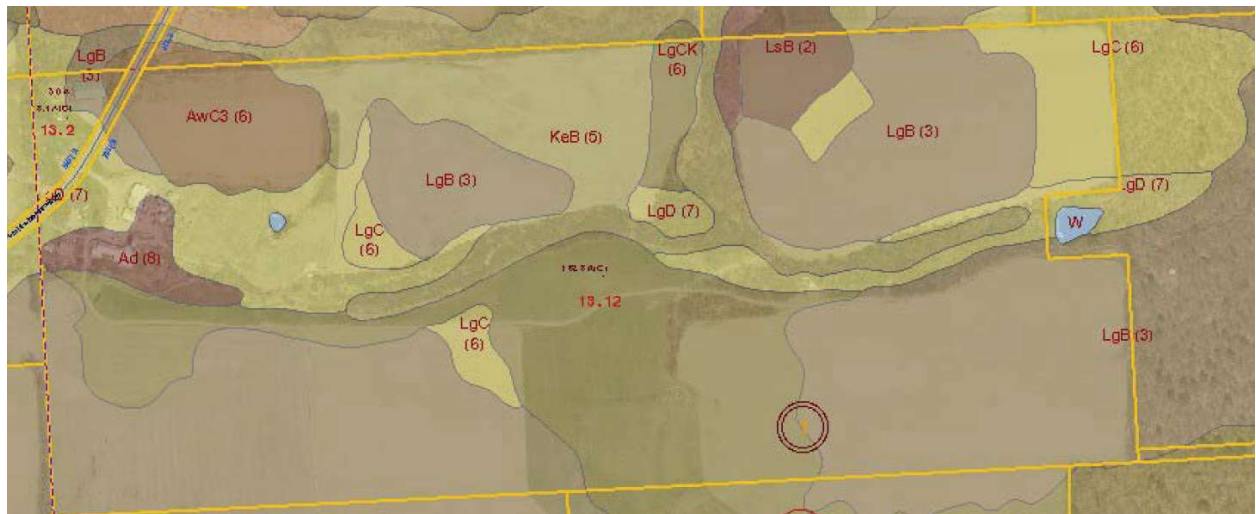 LgB
(3)
LgCK
(6)
LsB (2)
LgC (6)
13.2
AwC3 (6)
KeB (5)
LgB (3)
LgB (3)
(7)
LgD (7)
LgD (7)
LgC
(6)
W
Ad (8)
19.12
LgC
(6)
LgB (3)